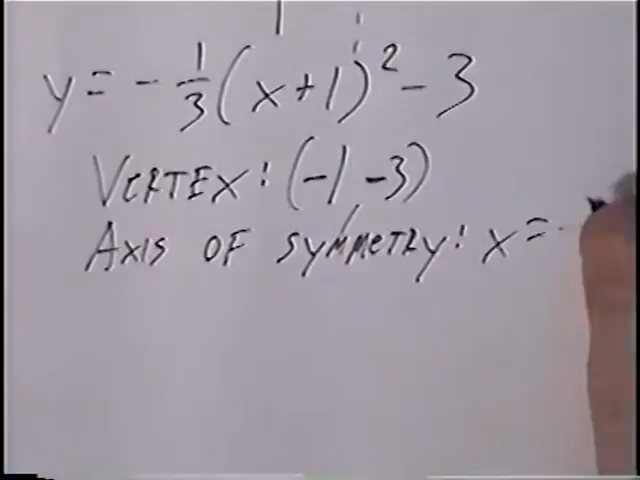 y = - 1/3 (x+1)² - 3
VERTEX: (-1, -3)
AXIS OF SYMMETRY: x =